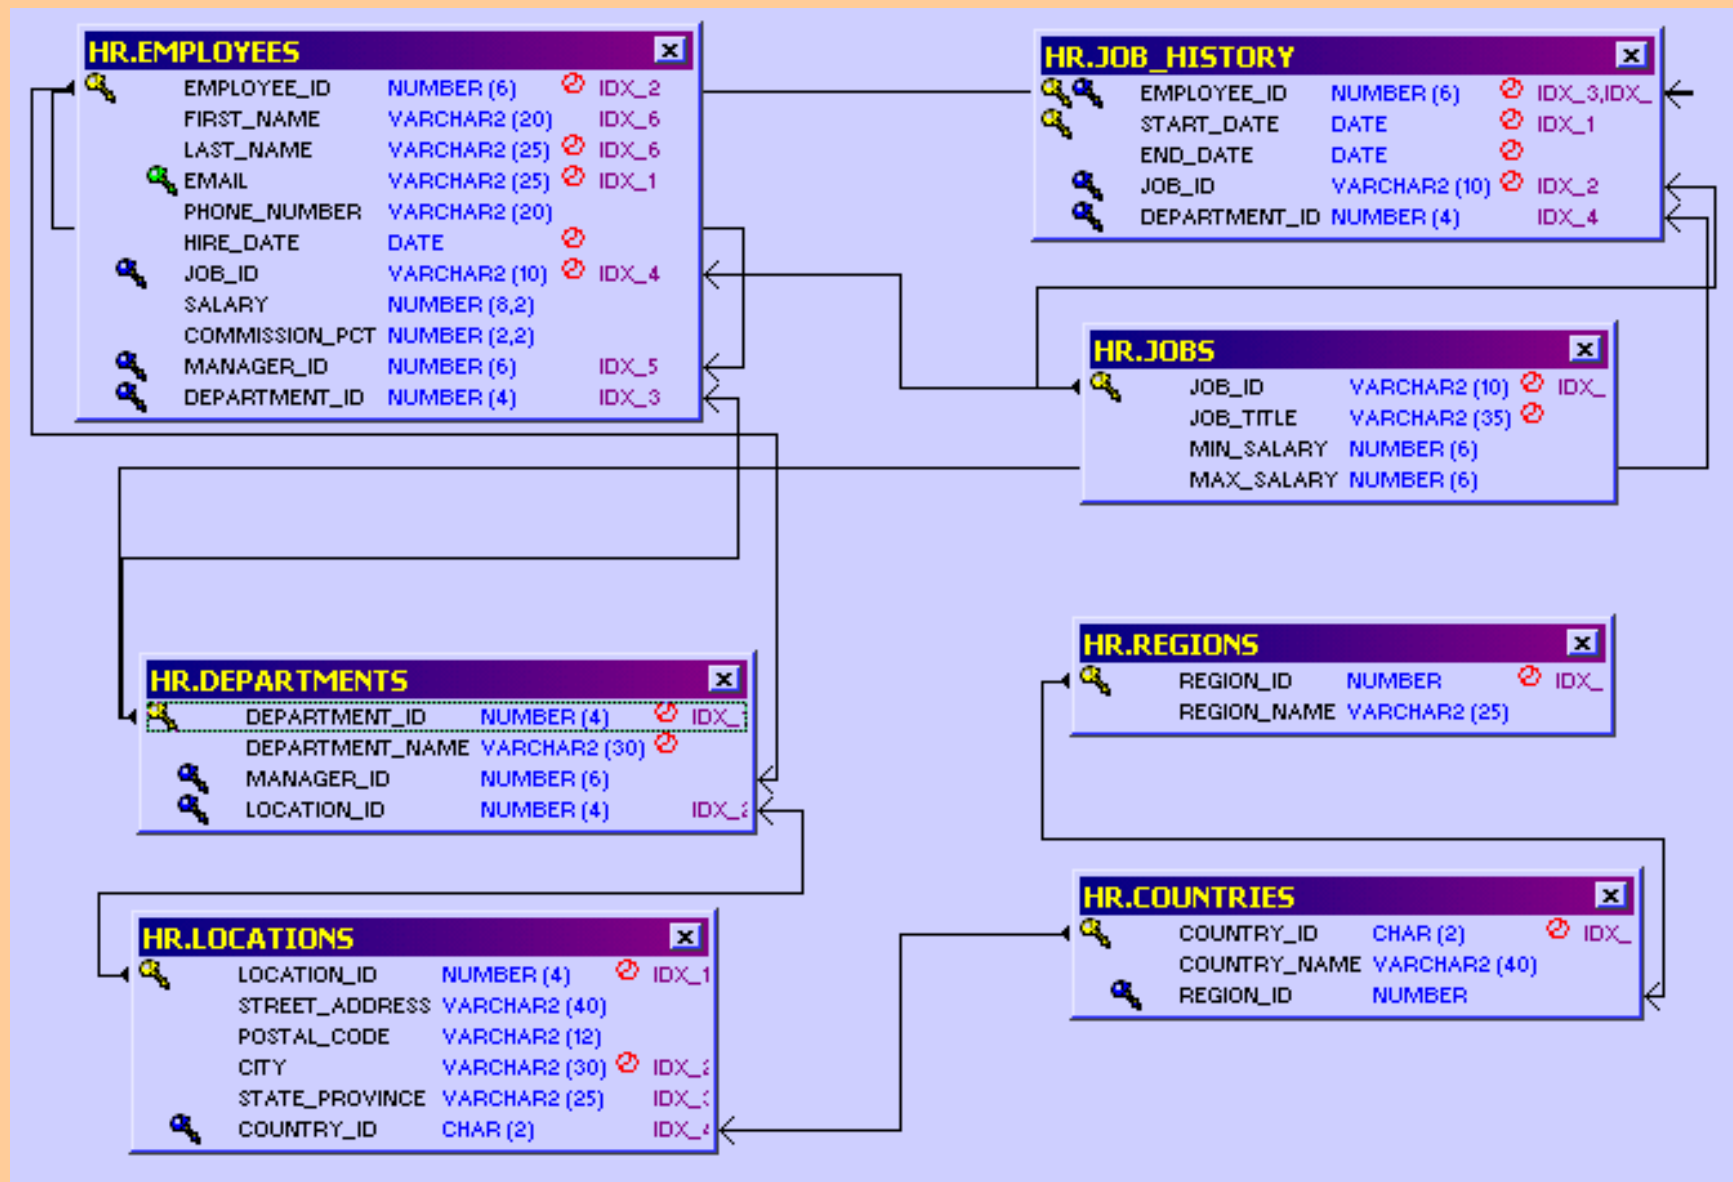 HR.EMPLOYEES
EMPLOYEE_ID NUMBER (6) IDX_2
FIRST_NAME VARCHAR2 (20) IDX_6
LAST_NAME VARCHAR2 (25) IDX_6
EMAIL VARCHAR2 (25) IDX_1
PHONE_NUMBER VARCHAR2 (20)
HIRE_DATE DATE
JOB_ID VARCHAR2 (10) IDX_4
SALARY NUMBER (8,2)
COMMISSION_PCT NUMBER (2,2)
MANAGER_ID NUMBER (6) IDX_5
DEPARTMENT_ID NUMBER (4) IDX_3
HR.JOB_HISTORY
EMPLOYEE_ID NUMBER (6) IDX_3,IDX_
START_DATE DATE IDX_1
END_DATE DATE
JOB_ID VARCHAR2 (10) IDX_2
DEPARTMENT_ID NUMBER (4) IDX_4
HR.JOBS
JOB_ID VARCHAR2 (10) IDX_
JOB_TITLE VARCHAR2 (35)
MIN_SALARY NUMBER (6)
MAX_SALARY NUMBER (6)
HR.DEPARTMENTS
DEPARTMENT_ID NUMBER (4) IDX_
DEPARTMENT_NAME VARCHAR2 (30)
MANAGER_ID NUMBER (6)
LOCATION_ID NUMBER (4) IDX_2
HR.REGIONS
REGION_ID NUMBER IDX_
REGION_NAME VARCHAR2 (25)
HR.LOCATIONS
LOCATION_ID NUMBER (4) IDX_1
STREET_ADDRESS VARCHAR2 (40)
POSTAL_CODE VARCHAR2 (12)
CITY VARCHAR2 (30) IDX_2
STATE_PROVINCE VARCHAR2 (25) IDX_3
COUNTRY_ID CHAR (2) IDX_4
HR.COUNTRIES
COUNTRY_ID CHAR (2) IDX_
COUNTRY_NAME VARCHAR2 (40)
REGION_ID NUMBER